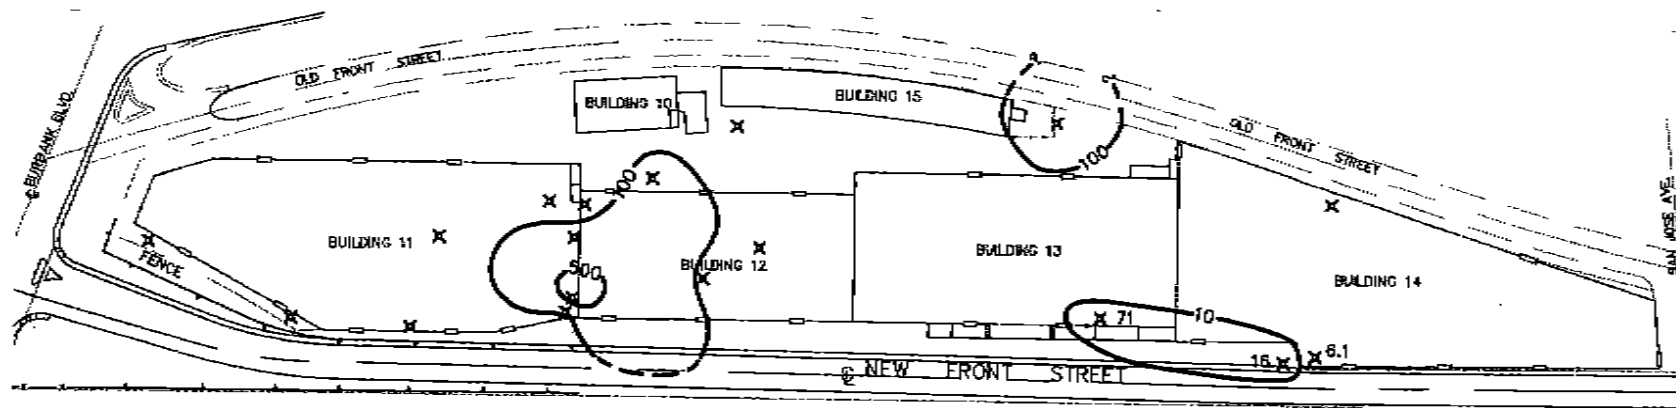 OLD FRONT STREET
℄ BURBANK BLVD.
BUILDING 10
BUILDING 15
?
?
100
OLD FRONT STREET
SAN JOSE AVE.
100
BUILDING 11
FENCE
500
BUILDING 12
BUILDING 13
BUILDING 14
71
10
16
6.1
℄ NEW FRONT STREET